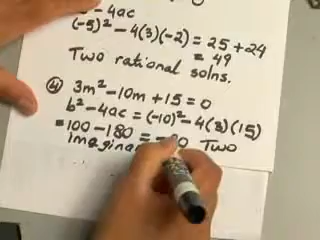 - 4ac
(-5)² - 4(3)(-2) = 25 + 24
= 49
Two rational solns.
④ 3m² - 10m + 15 = 0
b² - 4ac = (-10)² - 4(3)(15)
= 100 - 180 = -80 Two